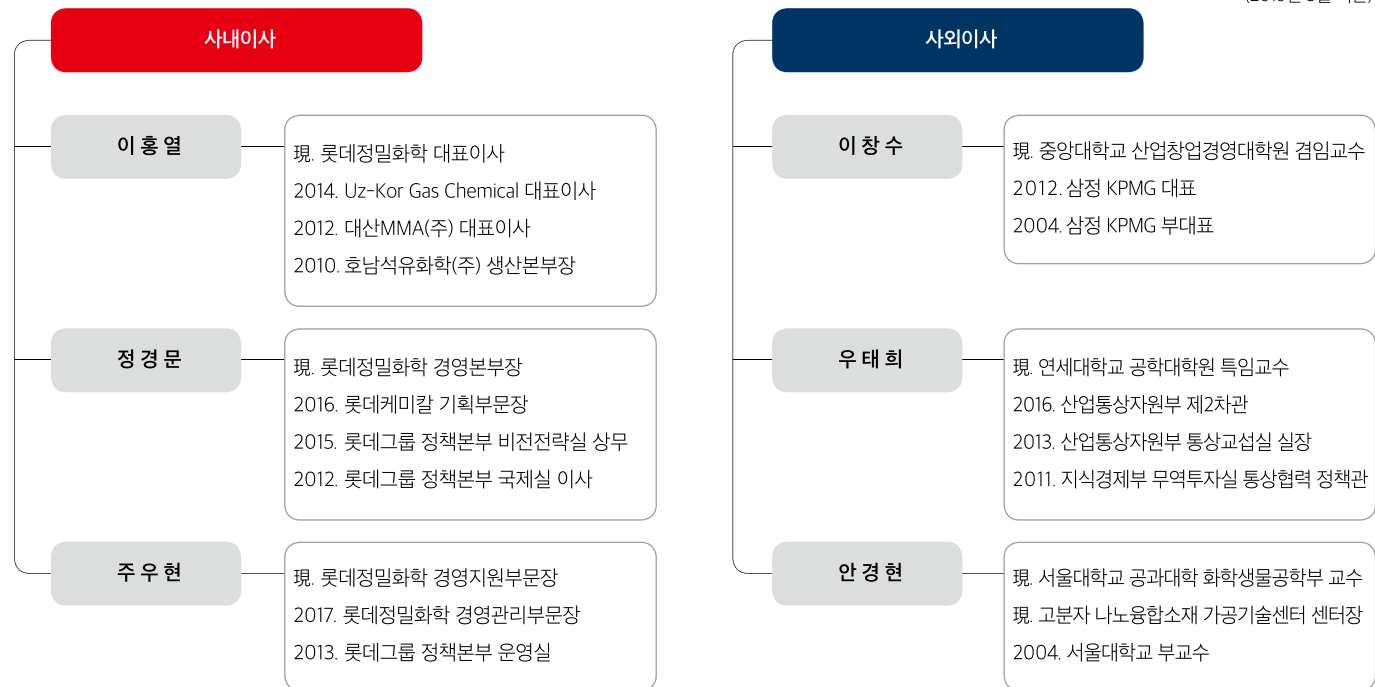 사내이사
이홍열
現. 롯데정밀화학 대표이사
2014. Uz-Kor Gas Chemical 대표이사
2012. 대산MMA(주) 대표이사
2010. 호남석유화학(주) 생산본부장
정경문
現. 롯데정밀화학 경영본부장
2016. 롯데케미칼 기획부문장
2015. 롯데그룹 정책본부 비전전략실 상무
2012. 롯데그룹 정책본부 국제실 이사
주우현
現. 롯데정밀화학 경영지원부문장
2017. 롯데정밀화학 경영관리부문장
2013. 롯데그룹 정책본부 운영실
사외이사
이창수
現. 중앙대학교 산업창업경영대학원 겸임교수
2012. 삼정 KPMG 대표
2004. 삼정 KPMG 부대표
우태희
現. 연세대학교 공학대학원 특임교수
2016. 산업통상자원부 제2차관
2013. 산업통상자원부 통상교섭실 실장
2011. 지식경제부 무역투자실 통상협력 정책관
안경현
現. 서울대학교 공과대학 화학생물공학부 교수
現. 고분자 나노융합소재 가공기술센터 센터장
2004. 서울대학교 부교수